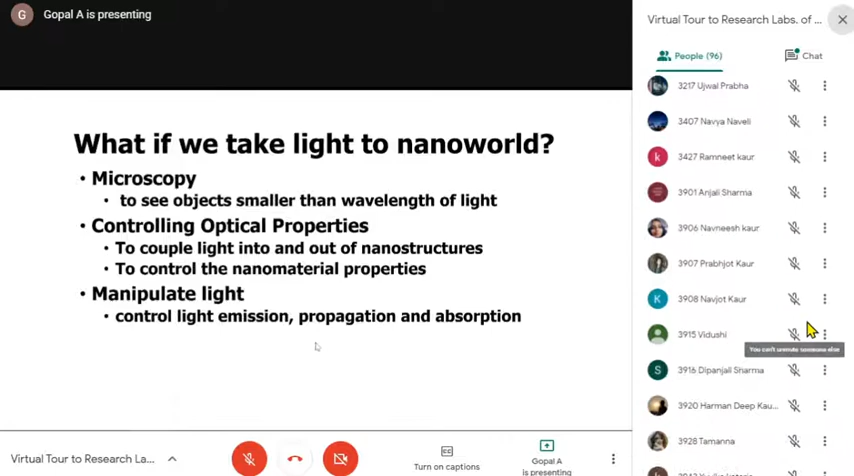 G Gopal A is presenting
What if we take light to nanoworld?
• Microscopy
• to see objects smaller than wavelength of light
• Controlling Optical Properties
• To couple light into and out of nanostructures
• To control the nanomaterial properties
• Manipulate light
• control light emission, propagation and absorption
Virtual Tour to Research La...
Turn on captions
Gopal A
is presenting
Virtual Tour to Research Labs. of ...
People (96)
Chat
3217 Ujwal Prabha
3407 Navya Naveli
k 3427 Ramneet kaur
3901 Anjali Sharma
3906 Navneesh kaur
3907 Prabhjot Kaur
K 3908 Navjot Kaur
3915 Vidushi
You can't unmute someone else
S 3916 Dipanjali Sharma
3920 Harman Deep Kau...
3928 Tamanna